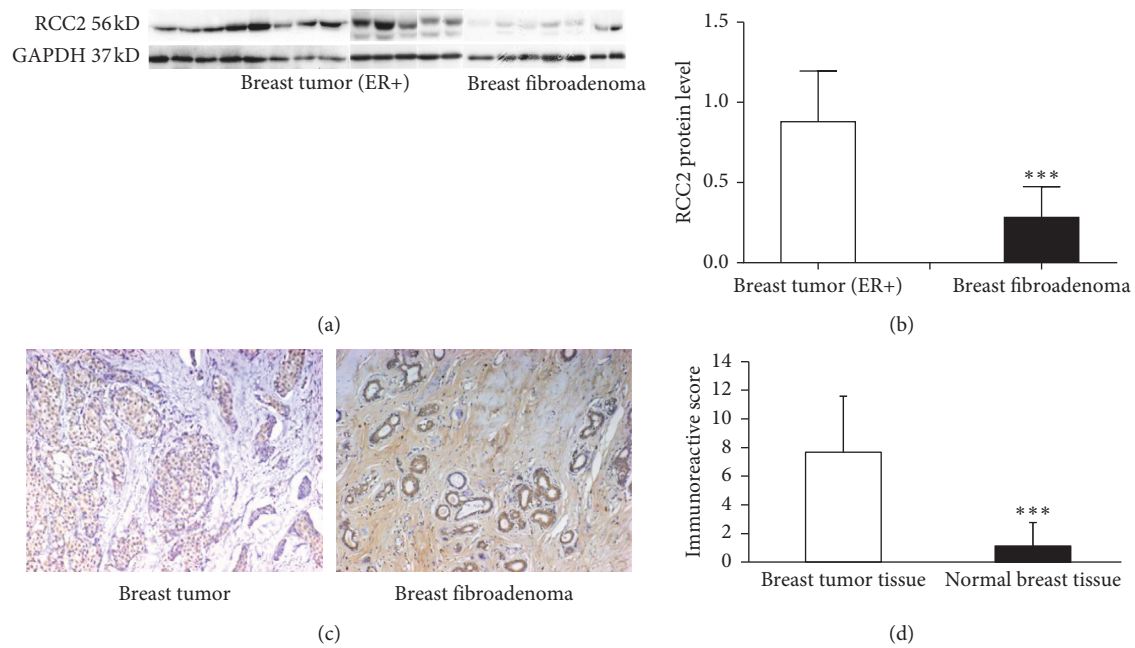 RCC2 56 kD
GAPDH 37 kD
Breast tumor (ER+)
Breast fibroadenoma
(a)
RCC2 protein level
1.5
1.0
0.5
0.0
***
Breast tumor (ER+)
Breast fibroadenoma
(b)
Breast tumor
Breast fibroadenoma
(c)
Immunoreactive score
14
12
10
8
6
4
2
0
***
Breast tumor tissue
Normal breast tissue
(d)